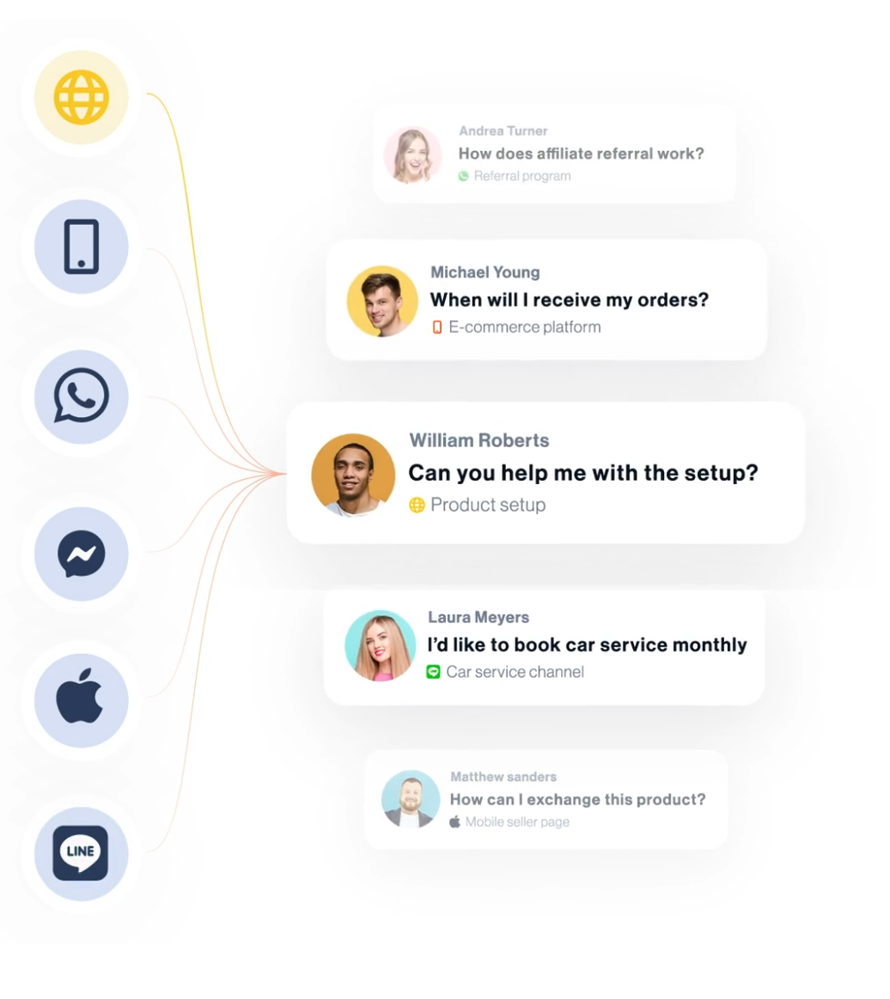 Andrea Turner
How does affiliate referral work?
Referral program
Michael Young
When will I receive my orders?
E-commerce platform
William Roberts
Can you help me with the setup?
Product setup
Laura Meyers
I’d like to book car service monthly
Car service channel
Matthew sanders
How can I exchange this product?
Mobile seller page
LINE